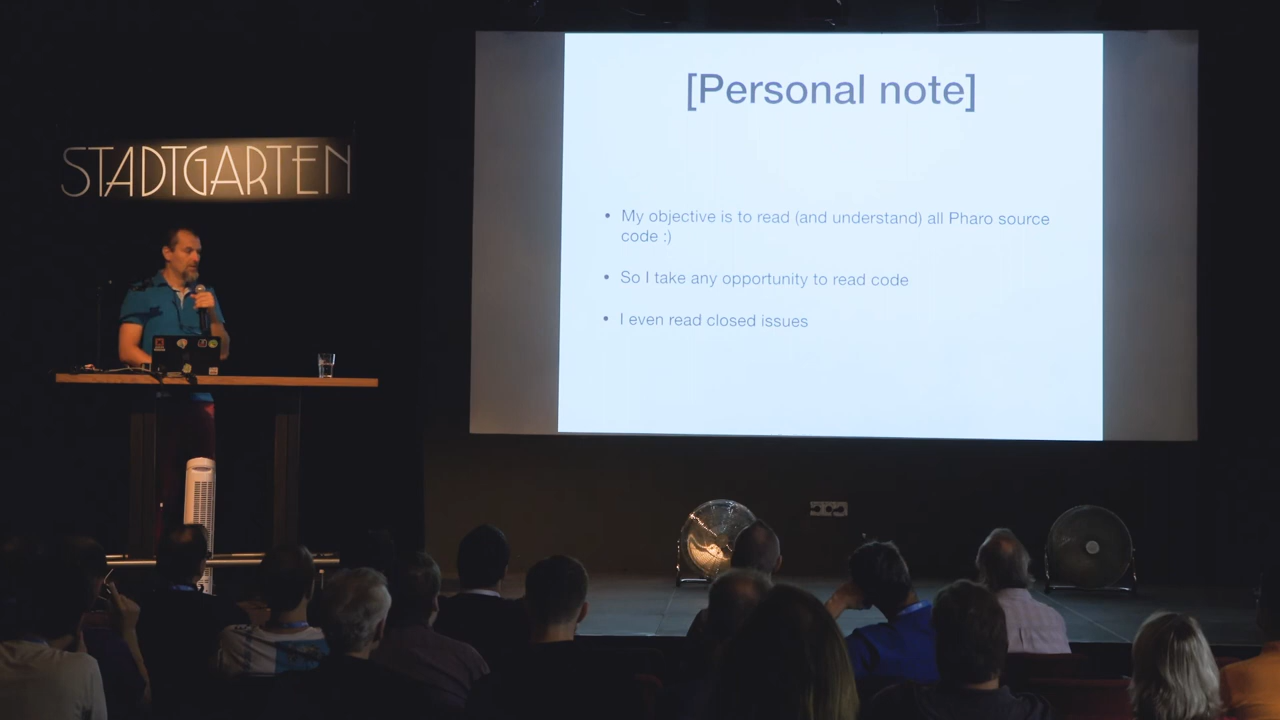 STADTGARTEN
[Personal note]
• My objective is to read (and understand) all Pharo source
code :)
• So I take any opportunity to read code
• I even read closed issues